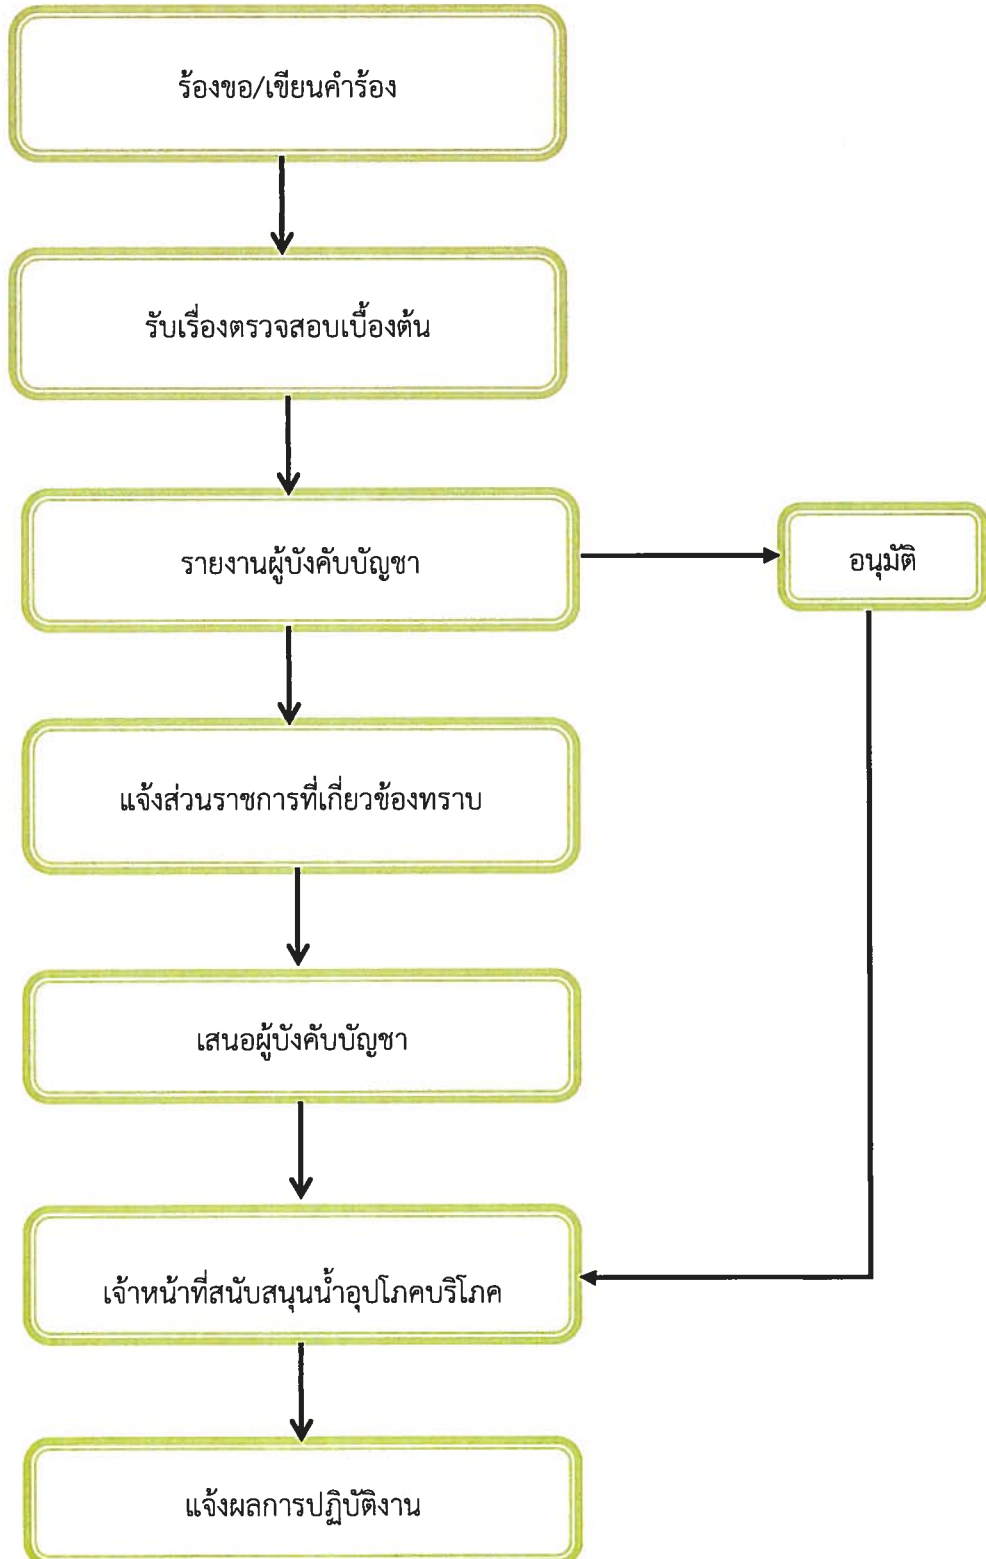 ร้องขอ/เขียนคำร้อง
รับเรื่องตรวจสอบเบื้องต้น
รายงานผู้บังคับบัญชา
อนุมัติ
แจ้งส่วนราชการที่เกี่ยวข้องทราบ
เสนอผู้บังคับบัญชา
เจ้าหน้าที่สนับสนุนน้ำอุปโภคบริโภค
แจ้งผลการปฏิบัติงาน